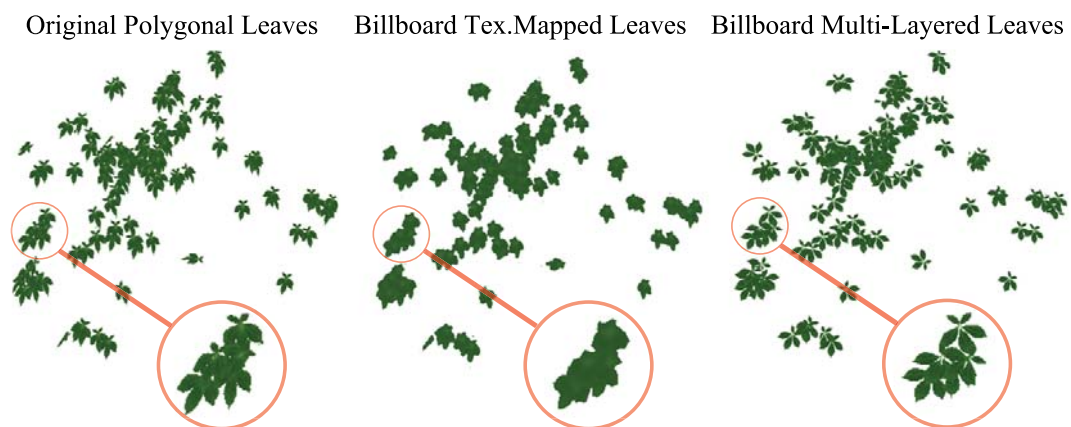 Original Polygonal Leaves
Billboard Tex.Mapped Leaves
Billboard Multi-Layered Leaves